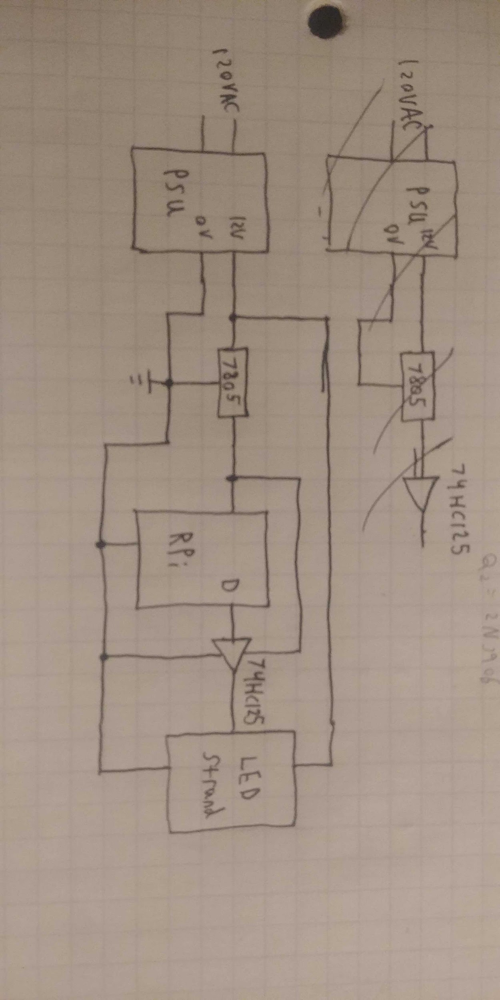 120VAC
PSU
12V
0V
7805
74HC125
Q2 = 2N3906
120VAC
PSU
12V
0V
7805
RPi
D
74HC125
LED
Strand